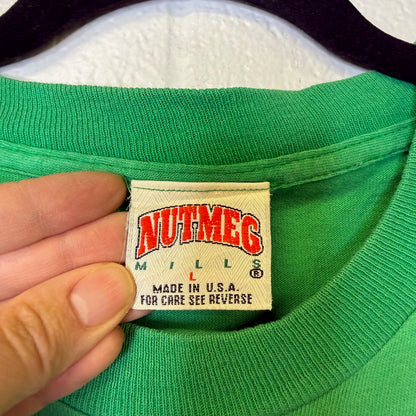 NUTMEG
MILLS ®
L
MADE IN U.S.A.
FOR CARE SEE REVERSE